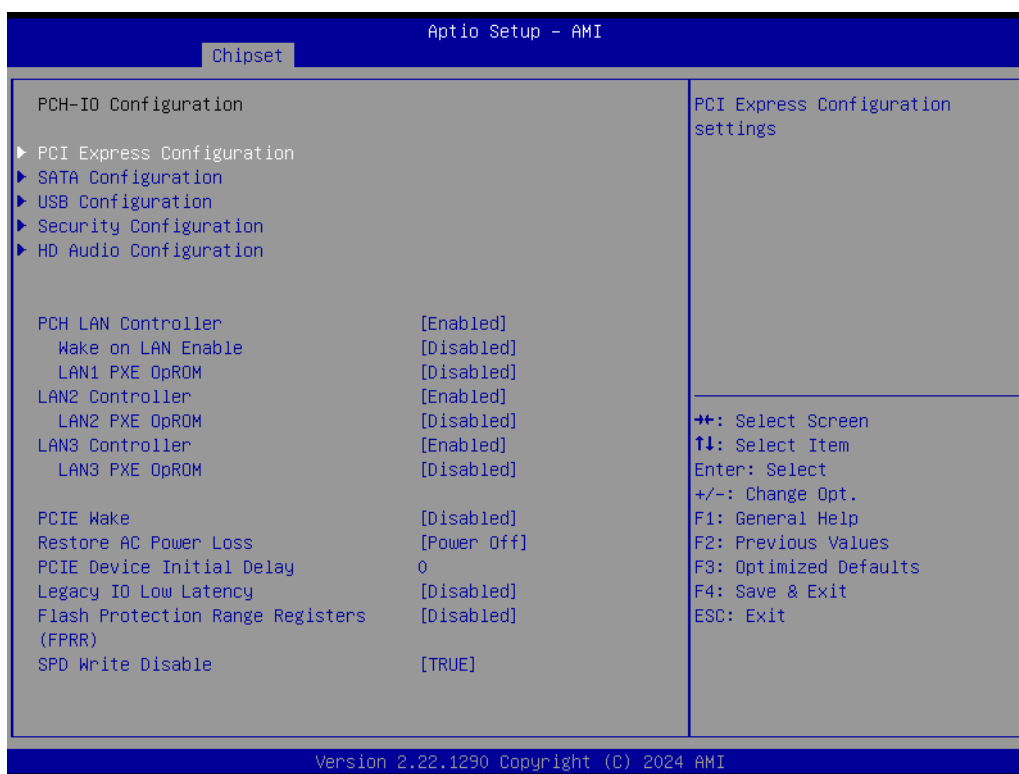 Aptio Setup – AMI
Chipset
PCH-IO Configuration
▶ PCI Express Configuration
▶ SATA Configuration
▶ USB Configuration
▶ Security Configuration
▶ HD Audio Configuration
PCH LAN Controller [Enabled]
Wake on LAN Enable [Disabled]
LAN1 PXE OpROM [Disabled]
LAN2 Controller [Enabled]
LAN2 PXE OpROM [Disabled]
LAN3 Controller [Enabled]
LAN3 PXE OpROM [Disabled]
PCIE Wake [Disabled]
Restore AC Power Loss [Power Off]
PCIE Device Initial Delay 0
Legacy IO Low Latency [Disabled]
Flash Protection Range Registers [Disabled]
(FPRR)
SPD Write Disable [TRUE]
PCI Express Configuration
settings
→←: Select Screen
↑↓: Select Item
Enter: Select
+/-: Change Opt.
F1: General Help
F2: Previous Values
F3: Optimized Defaults
F4: Save & Exit
ESC: Exit
Version 2.22.1290 Copyright (C) 2024 AMI